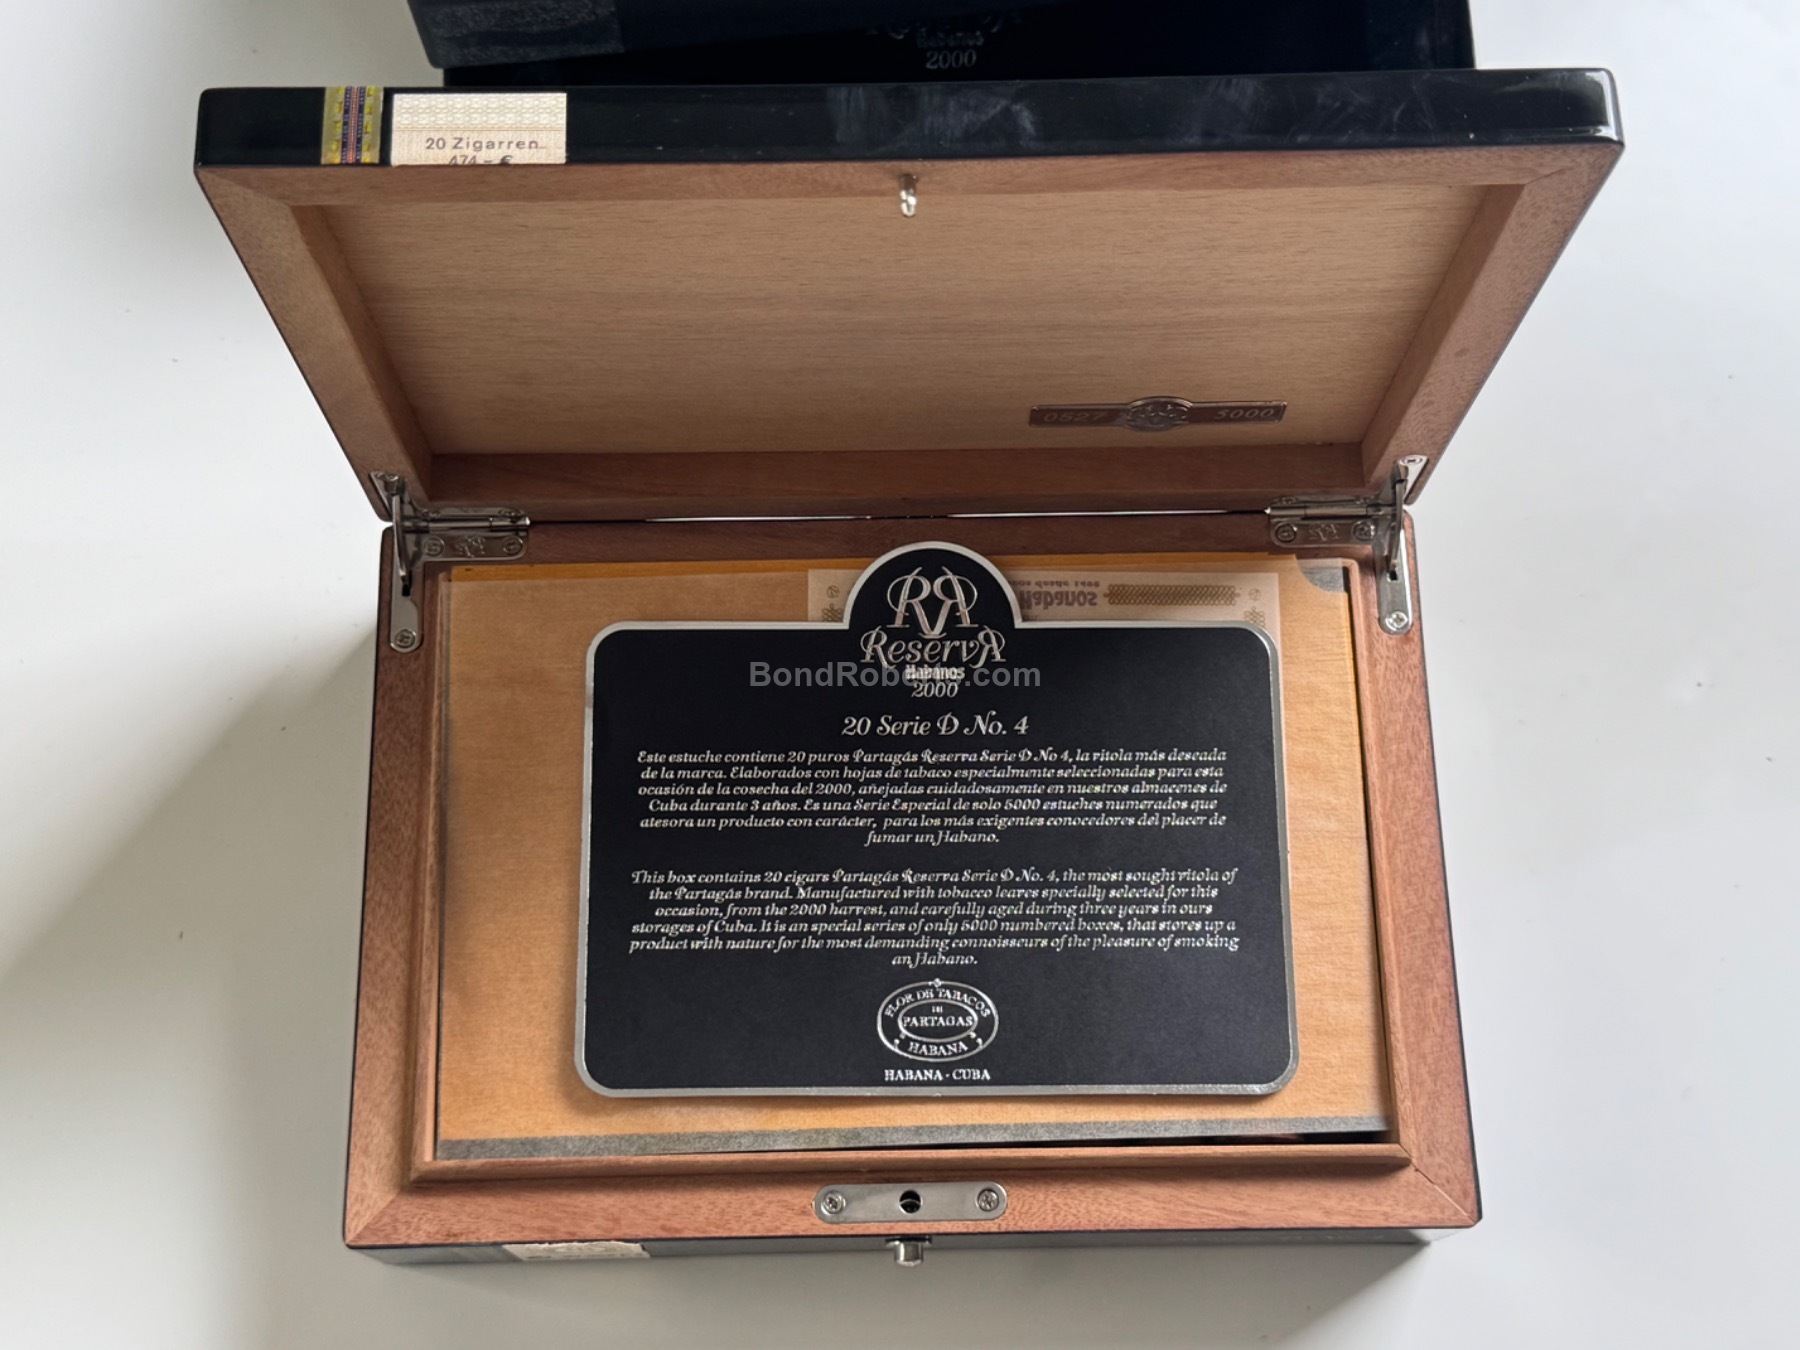 Habanos
2000
20 Zigarren
474,- €
0527
5000
desde 1492
Habanos
RR
ReservA
Habanos
2000
BondRoberts.com
20 Serie D No. 4
Este estuche contiene 20 puros Partagás Reserva Serie D No 4, la vitola más deseada
de la marca. Elaborados con hojas de tabaco especialmente seleccionadas para esta
ocasión de la cosecha del 2000, añejadas cuidadosamente en nuestros almacenes de
Cuba durante 3 años. Es una Serie Especial de solo 5000 estuches numerados que
atesora un producto con carácter, para los más exigentes conocedores del placer de
fumar un Habano.
This box contains 20 cigars Partagás Reserva Serie D No. 4, the most sought vitola of
the Partagás brand. Manufactured with tobacco leaves specially selected for this
occasion, from the 2000 harvest, and carefully aged during three years in ours
storages of Cuba. It is an special series of only 5000 numbered boxes, that stores up a
product with nature for the most demanding connoisseurs of the pleasure of smoking
an Habano.
FLOR DE TABACOS
DE
PARTAGAS
HABANA
HABANA - CUBA